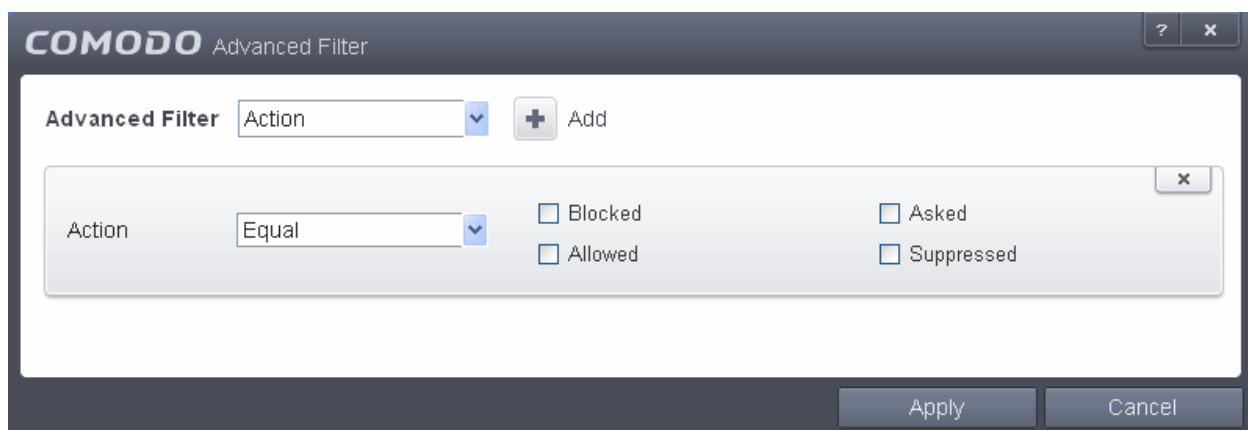 COMODO Advanced Filter ? x
Advanced Filter Action + Add
x
Action Equal Blocked Asked
Allowed Suppressed
Apply Cancel